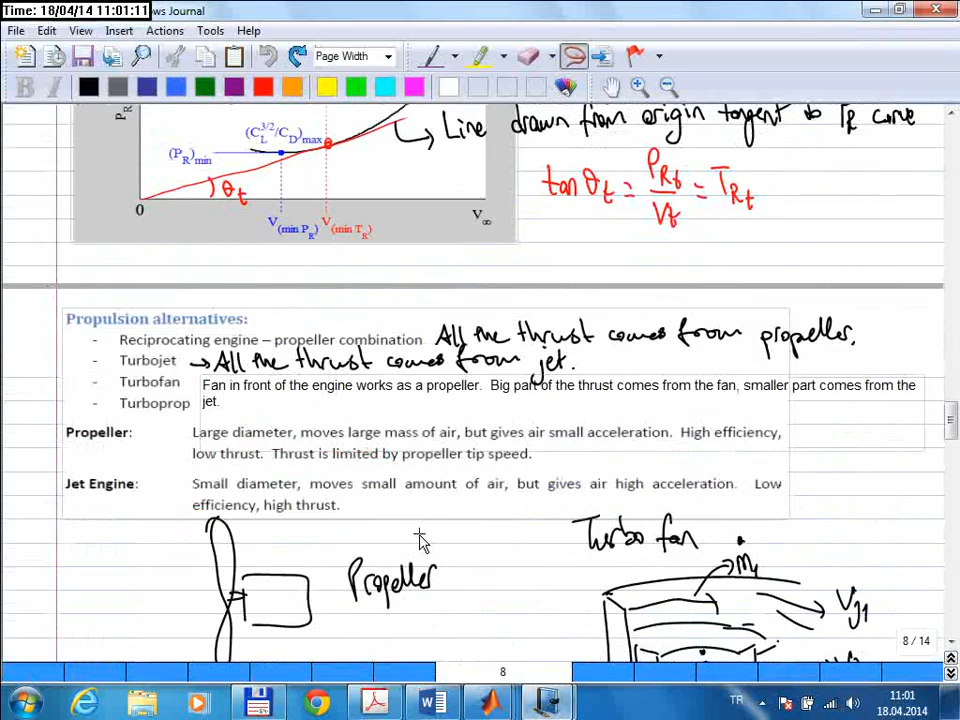 Time: 18/04/14 11:01:11
ws Journal
File Edit View Insert Actions Tools Help
Page Width
B I
P_R
(C_L^3/2/C_D)max
(P_R)min
θt
0
V(min P_R)
V(min T_R)
V∞
Line drawn from origin tangent to TR curve
tan θt = PRt/Vt = TRt
Propulsion alternatives:
- Reciprocating engine – propeller combination All the thrust comes from propeller.
- Turbojet → All the thrust comes from jet.
- Turbofan Fan in front of the engine works as a propeller. Big part of the thrust comes from the fan, smaller part comes from the
- Turboprop jet.
Propeller: Large diameter, moves large mass of air, but gives air small acceleration. High efficiency,
low thrust. Thrust is limited by propeller tip speed.
Jet Engine: Small diameter, moves small amount of air, but gives air high acceleration. Low
efficiency, high thrust.
Propeller
Turbo fan
ṁ1
Vj1
8 / 14
8
TR
11:01
18.04.2014